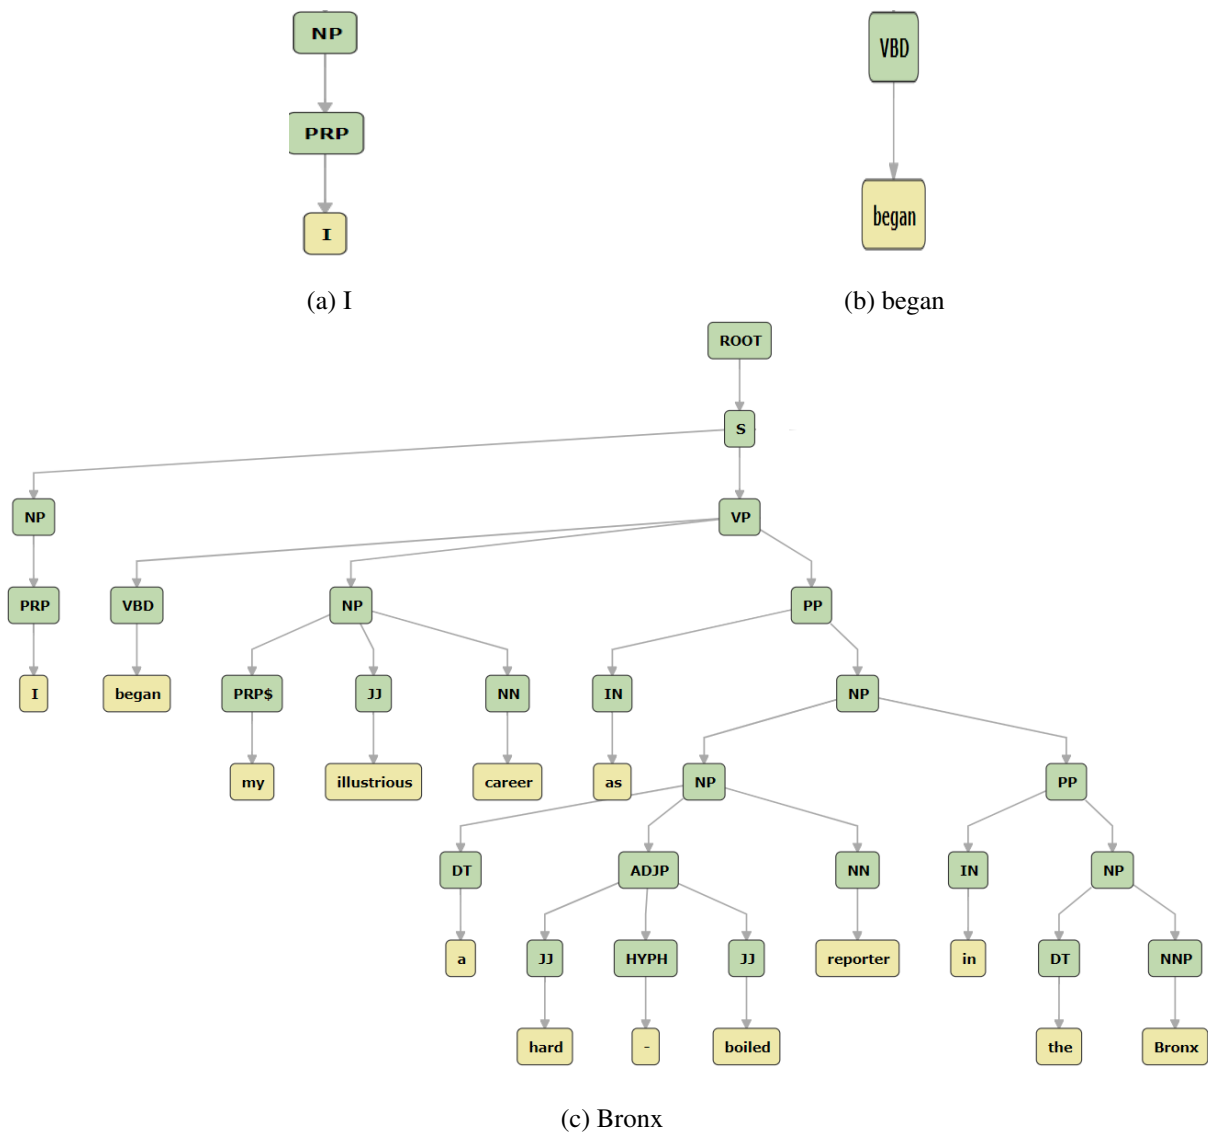 NP
VBD
PRP
I
began
(a) I
(b) began
ROOT
S
NP
VP
PRP
VBD
NP
PP
I
began
PRP$
JJ
NN
IN
NP
my
illustrious
career
as
NP
PP
DT
ADJP
NN
IN
NP
a
JJ
HYPH
JJ
reporter
in
DT
NNP
hard
-
boiled
the
Bronx
(c) Bronx